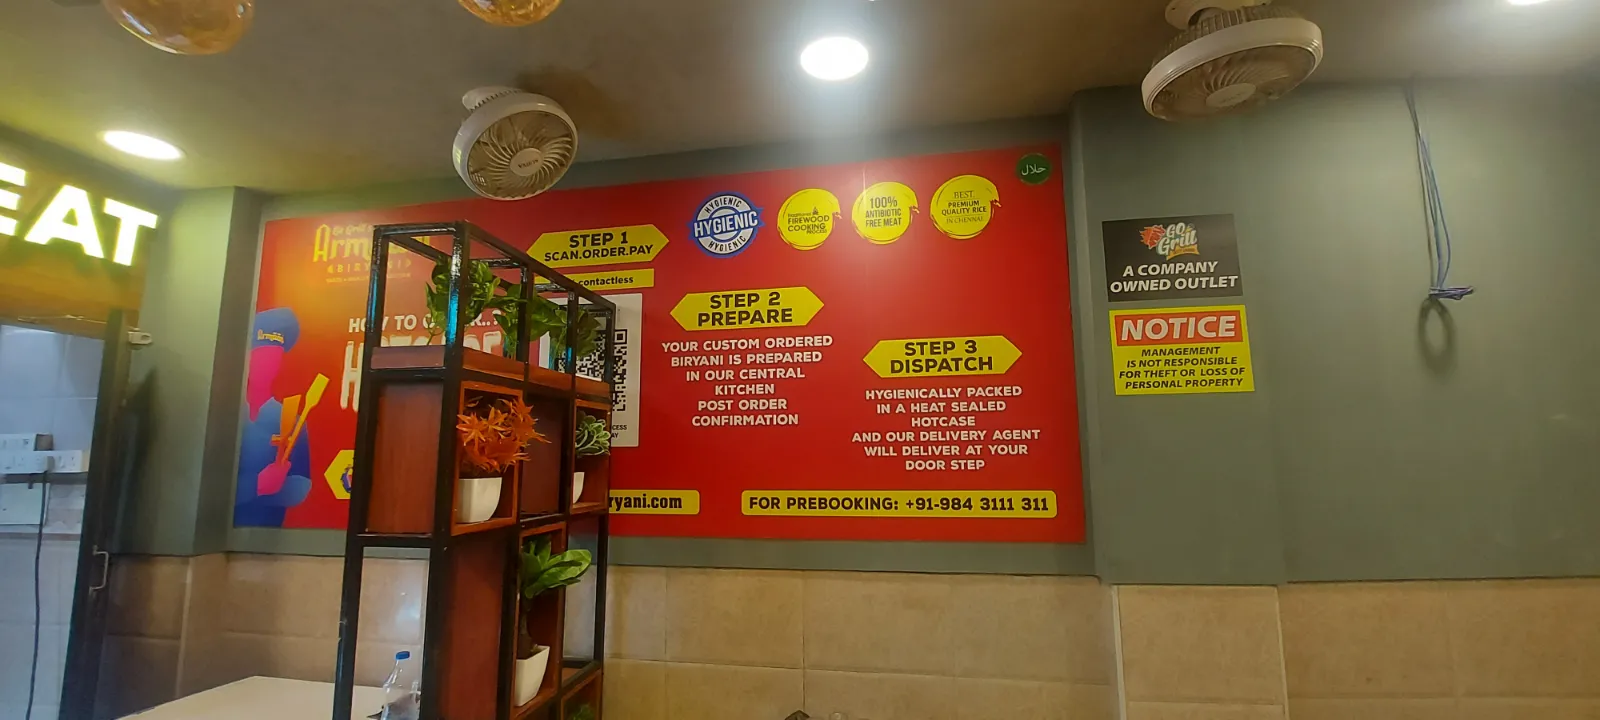 EAT
BIRYANI
STEP 1
SCAN.ORDER.PAY
contactless
HYGIENIC
HYGIENIC
HYGIENIC
FIREWOOD
COOKING
100%
ANTIBIOTIC
FREE MEAT
BEST
PREMIUM
QUALITY RICE
IN CHENNAI
حلال
STEP 2
PREPARE
YOUR CUSTOM ORDERED
BIRYANI IS PREPARED
IN OUR CENTRAL
KITCHEN
POST ORDER
CONFIRMATION
STEP 3
DISPATCH
HYGIENICALLY PACKED
IN A HEAT SEALED
HOTCASE
AND OUR DELIVERY AGENT
WILL DELIVER AT YOUR
DOOR STEP
ryani.com
FOR PREBOOKING: +91-984 3111 311
GO
Grill
A COMPANY
OWNED OUTLET
NOTICE
MANAGEMENT
IS NOT RESPONSIBLE
FOR THEFT OR LOSS OF
PERSONAL PROPERTY